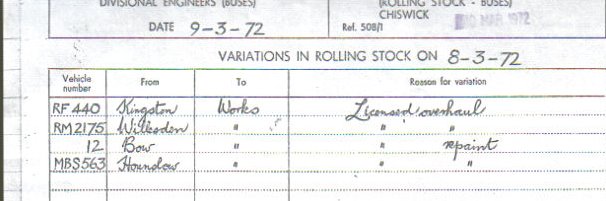 DIVISIONAL ENGINEERS (BUSES) (ROLLING STOCK - BUSES)
CHISWICK
DATE 9-3-72 Ref. 508/1 10 MAR 1972
VARIATIONS IN ROLLING STOCK ON 8-3-72
Vehicle number From To Reason for variation
RF 440 Kingston Works Licensed overhaul
RM 2175 Willesden " " "
12 Bow " " repaint
MBS 563 Hounslow " " "